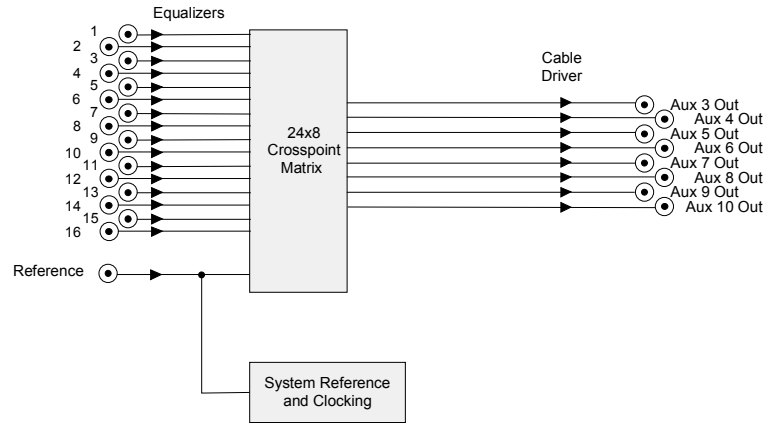 Equalizers
1
2
3
4
5
6
7
8
9
10
11
12
13
14
15
16
Reference
24x8
Crosspoint
Matrix
Cable
Driver
Aux 3 Out
Aux 4 Out
Aux 5 Out
Aux 6 Out
Aux 7 Out
Aux 8 Out
Aux 9 Out
Aux 10 Out
System Reference
and Clocking